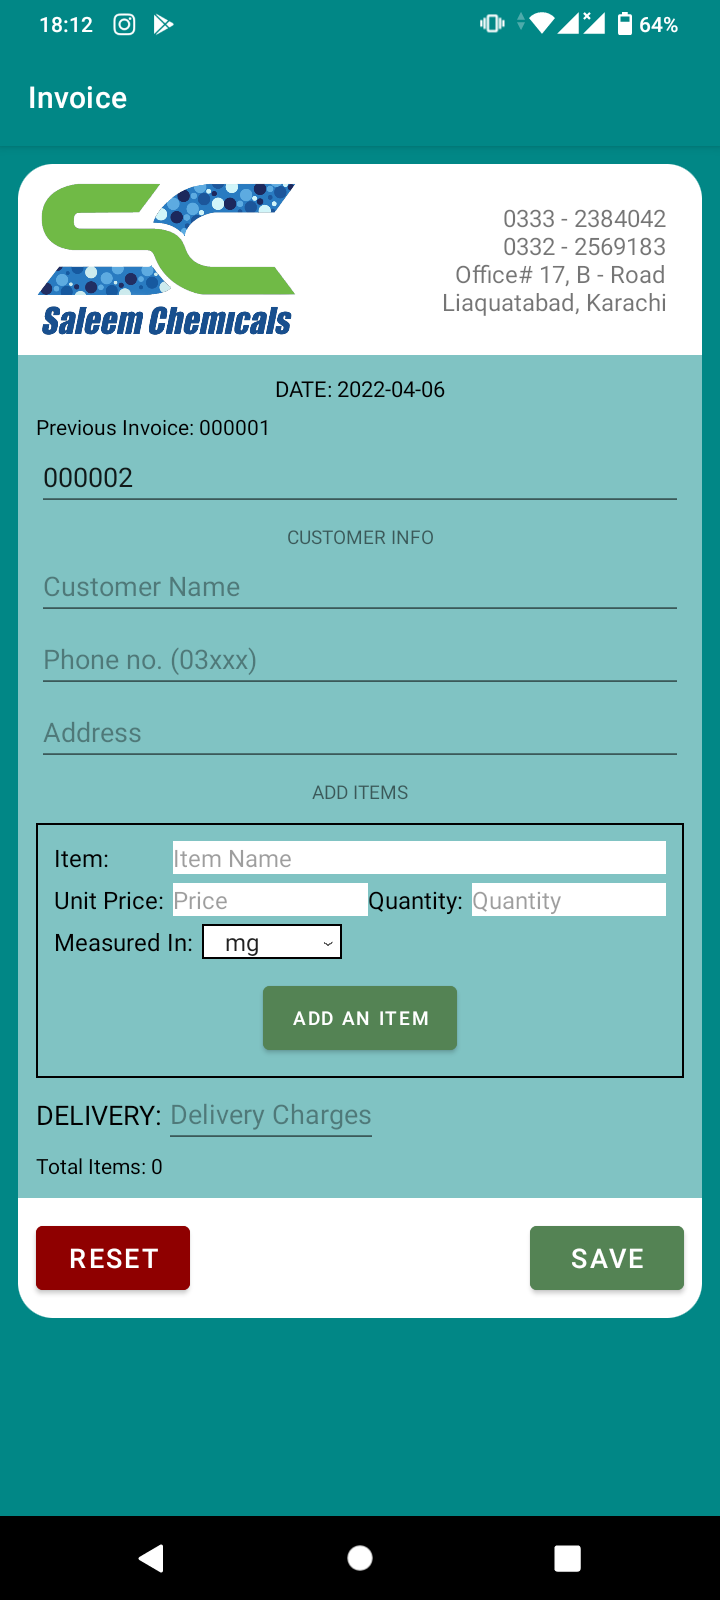 18:12 64%
Invoice
0333 - 2384042
0332 - 2569183
Office# 17, B - Road
Liaquatabad, Karachi
Saleem Chemicals
DATE: 2022-04-06
Previous Invoice: 000001
000002
CUSTOMER INFO
Customer Name
Phone no. (03xxx)
Address
ADD ITEMS
Item: Item Name
Unit Price: Price Quantity: Quantity
Measured In: mg
ADD AN ITEM
DELIVERY: Delivery Charges
Total Items: 0
RESET SAVE